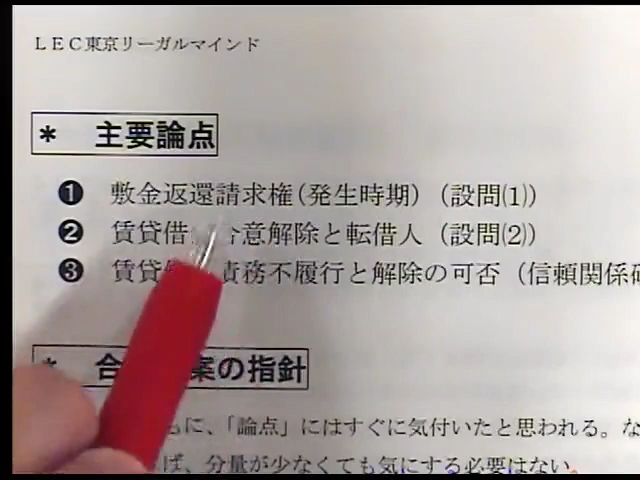 LEC東京リーガルマインド
* 主要論点
❶ 敷金返還請求権(発生時期)(設問⑴)
❷ 賃貸借 合意解除と転借人(設問⑵)
❸ 賃貸 債務不履行と解除の可否(信頼関係
* 合 案の指針
に、「論点」にはすぐに気付いたと思われる。な
ば、分量が少なくても気にする必要はない。